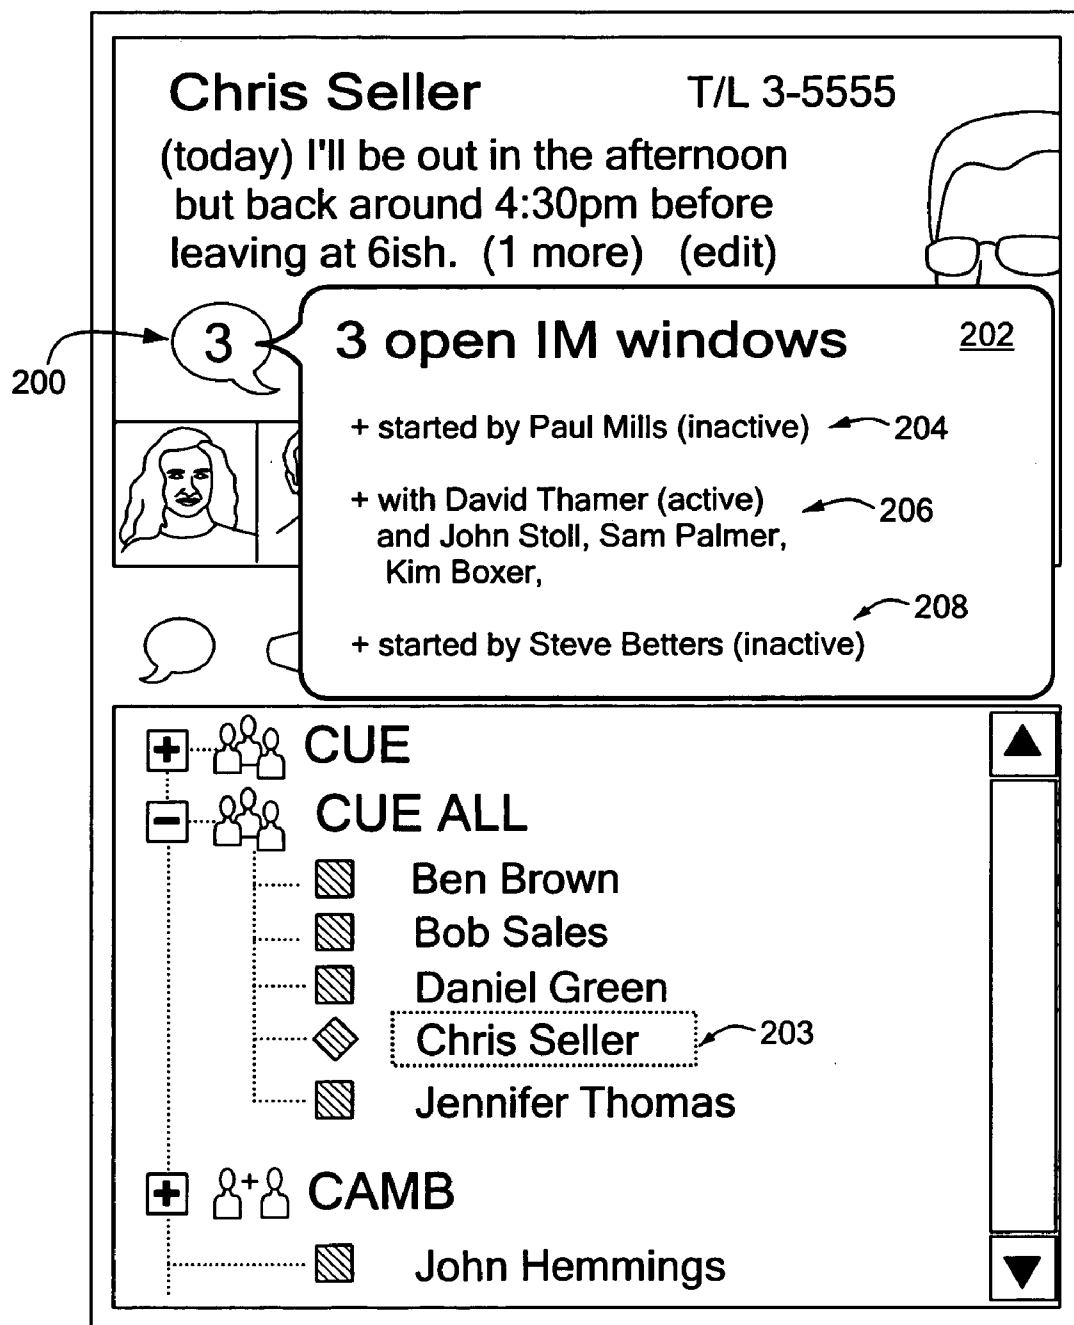 Chris Seller T/L 3-5555
(today) I'll be out in the afternoon
but back around 4:30pm before
leaving at 6ish. (1 more) (edit)
200
3
3 open IM windows 202
+ started by Paul Mills (inactive) 204
+ with David Thamer (active) 206
and John Stoll, Sam Palmer,
Kim Boxer,
208
+ started by Steve Betters (inactive)
+ CUE
- CUE ALL
Ben Brown
Bob Sales
Daniel Green
Chris Seller 203
Jennifer Thomas
+ + CAMB
John Hemmings